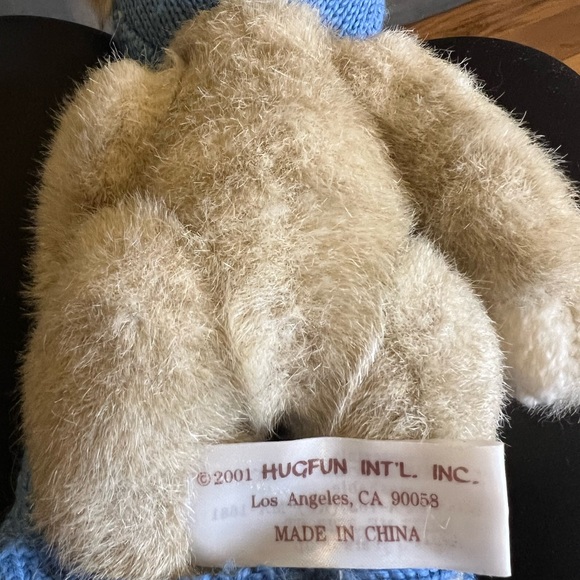 ©2001 HUGFUN INT'L. INC.
Los Angeles, CA 90058
MADE IN CHINA